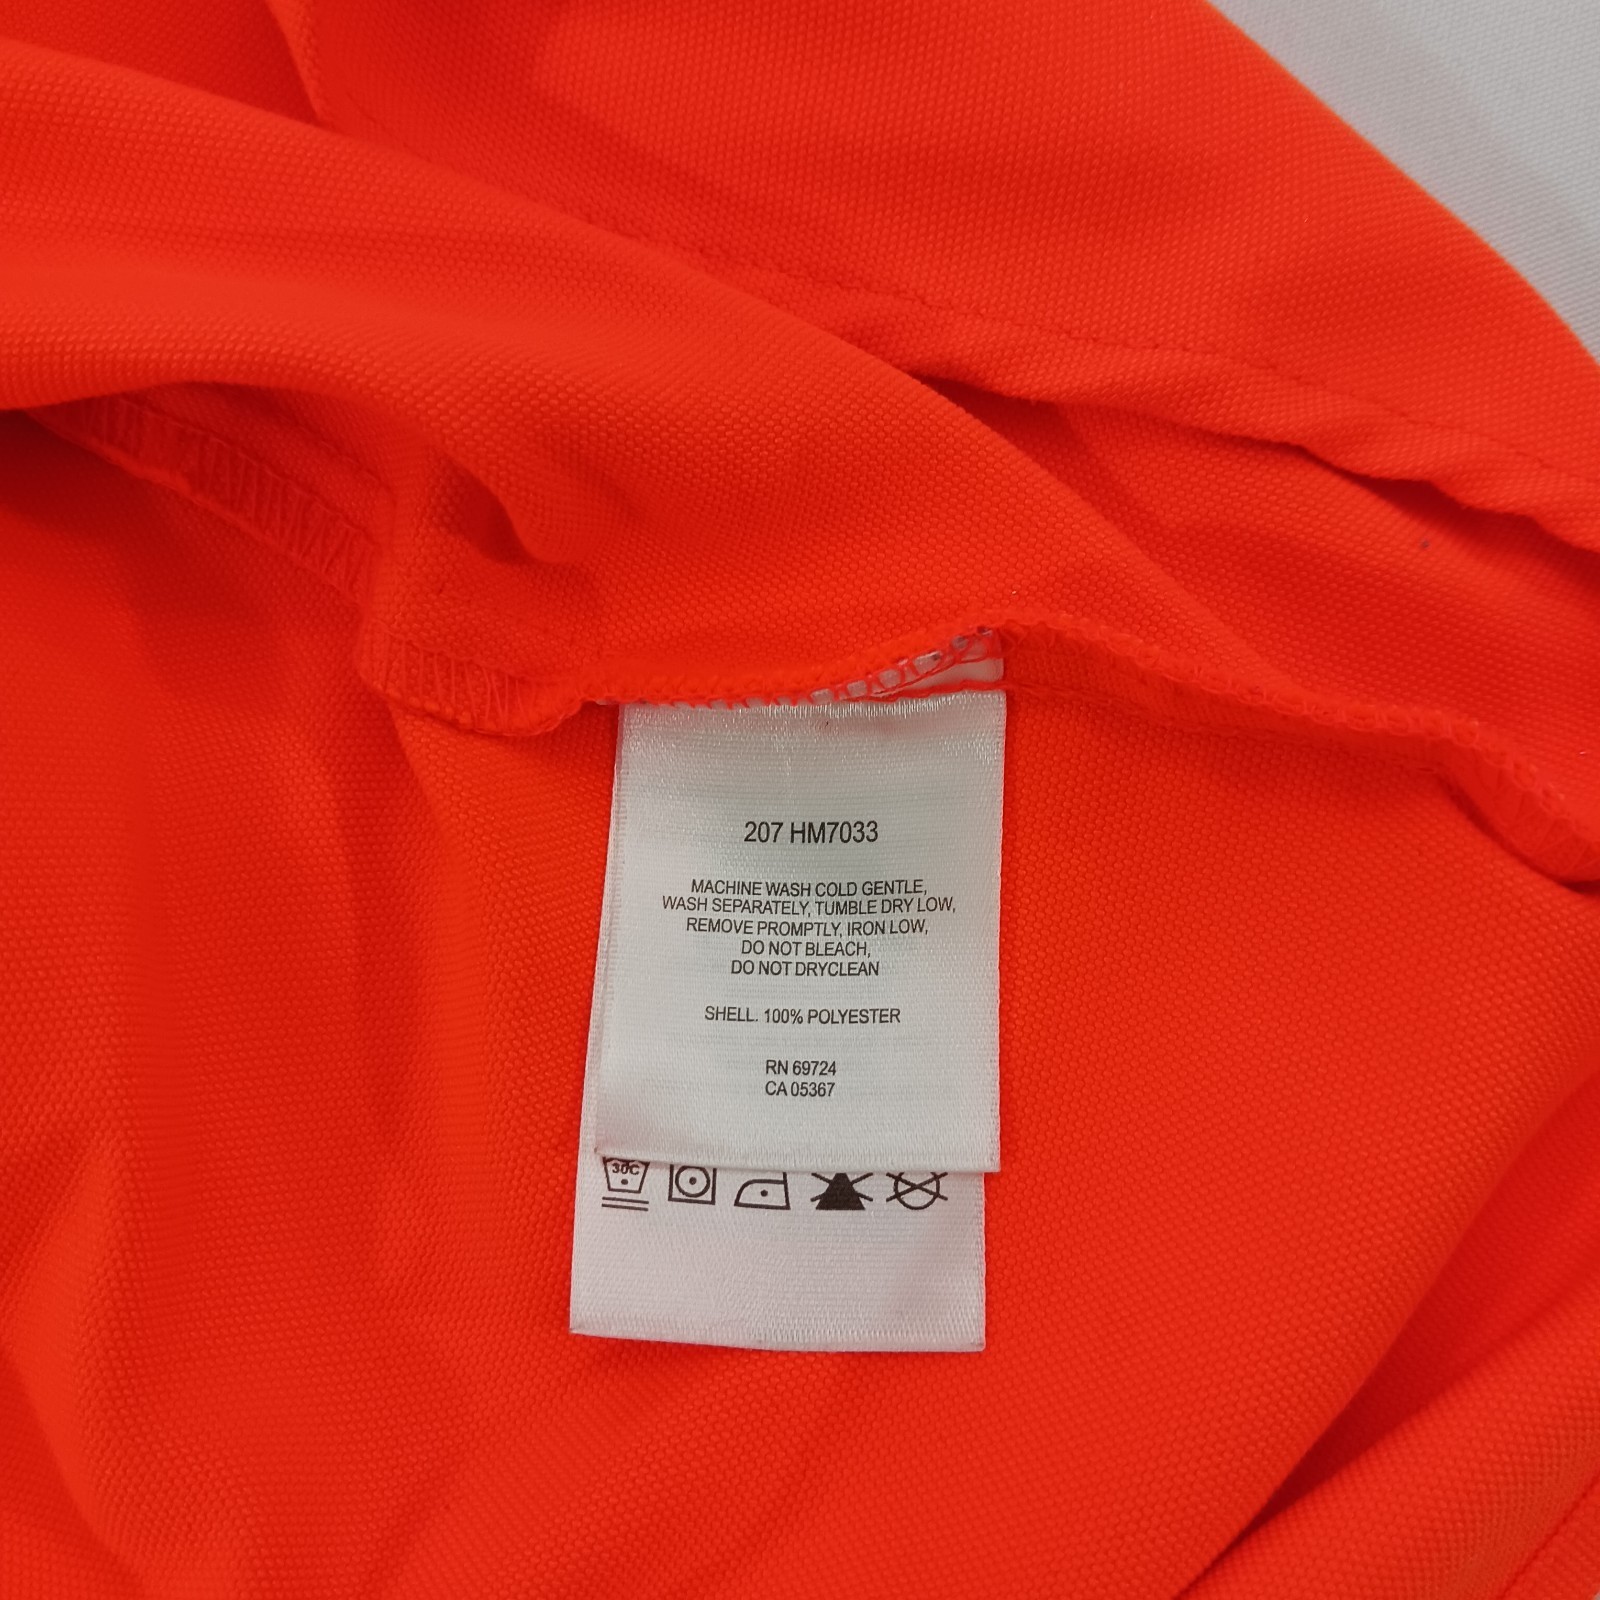 207 HM7033
MACHINE WASH COLD GENTLE,
WASH SEPARATELY, TUMBLE DRY LOW,
REMOVE PROMPTLY, IRON LOW,
DO NOT BLEACH,
DO NOT DRYCLEAN
SHELL. 100% POLYESTER
RN 69724
CA 05367
30C